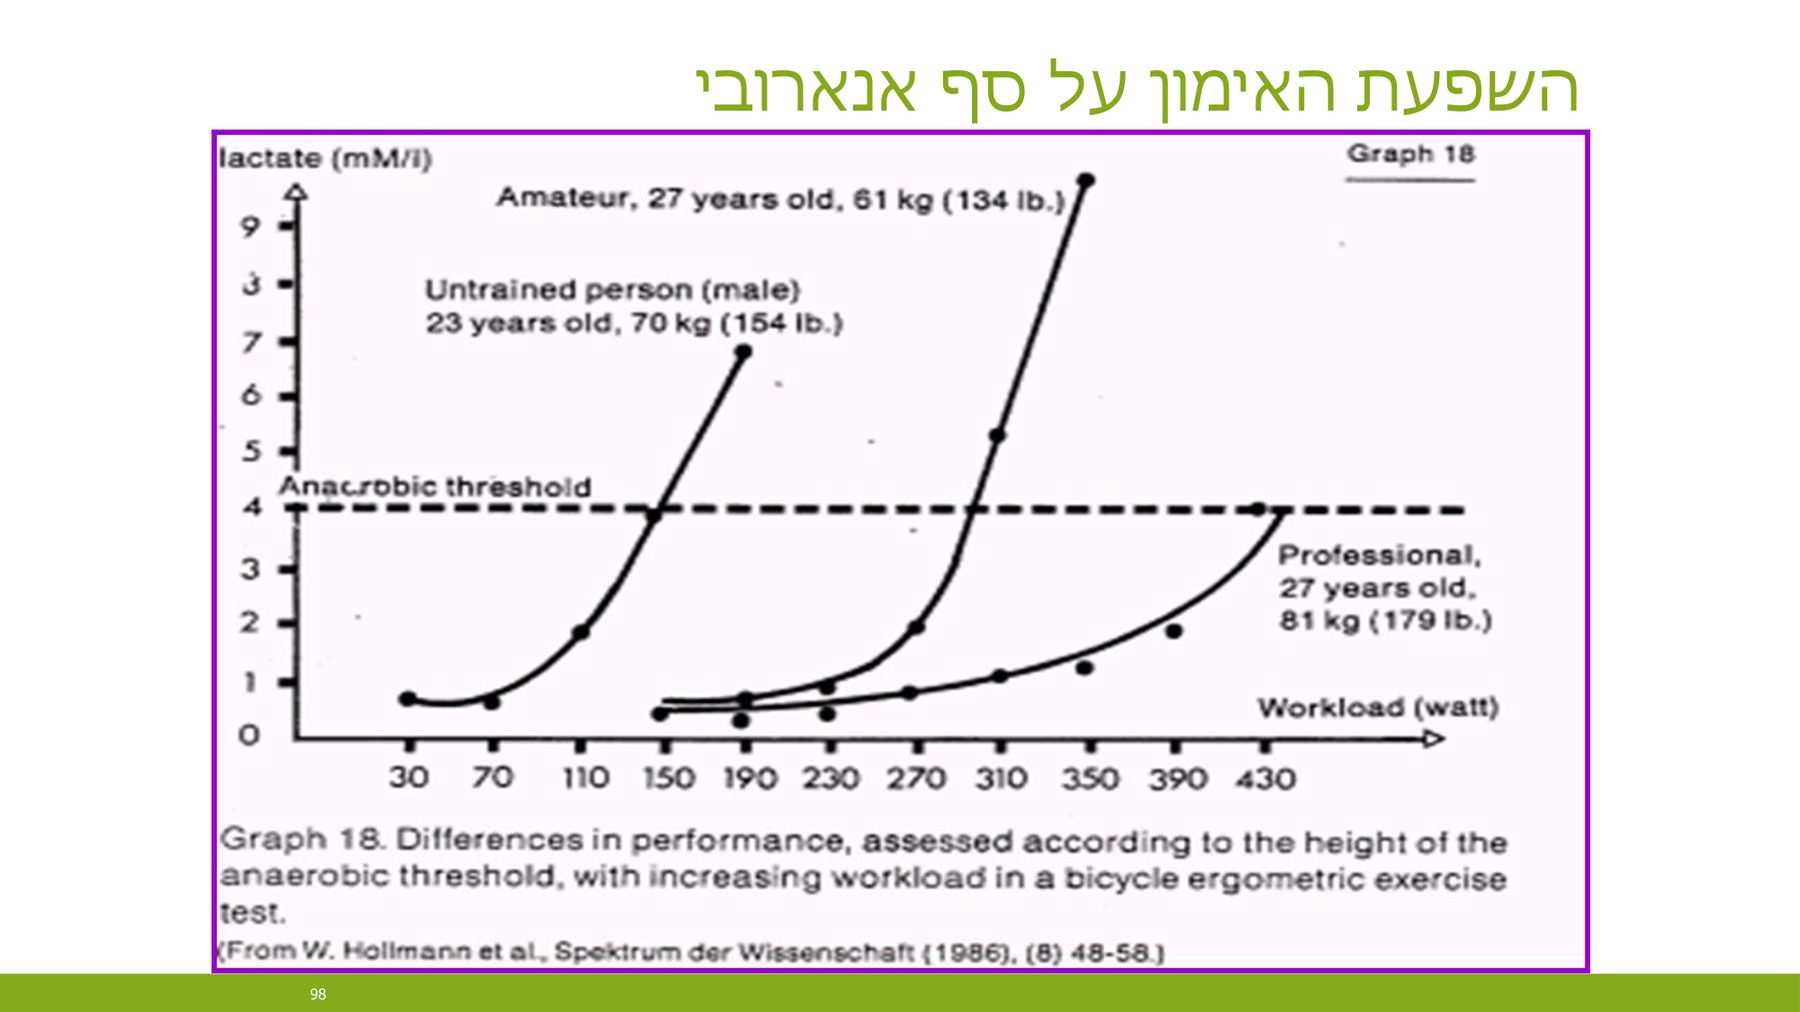 השפעת האימון על סף אנארובי
lactate (mM/l)
Graph 18
Amateur, 27 years old, 61 kg (134 lb.)
9
Untrained person (male)
23 years old, 70 kg (154 lb.)
7
6
5
Anaerobic threshold
4
3
Professional,
27 years old,
81 kg (179 lb.)
2
1
Workload (watt)
0
30 70 110 150 190 230 270 310 350 390 430
Graph 18. Differences in performance, assessed according to the height of the
anaerobic threshold, with increasing workload in a bicycle ergometric exercise
test.
(From W. Hollmann et al., Spektrum der Wissenschaft (1986), (8) 48-58.)
98